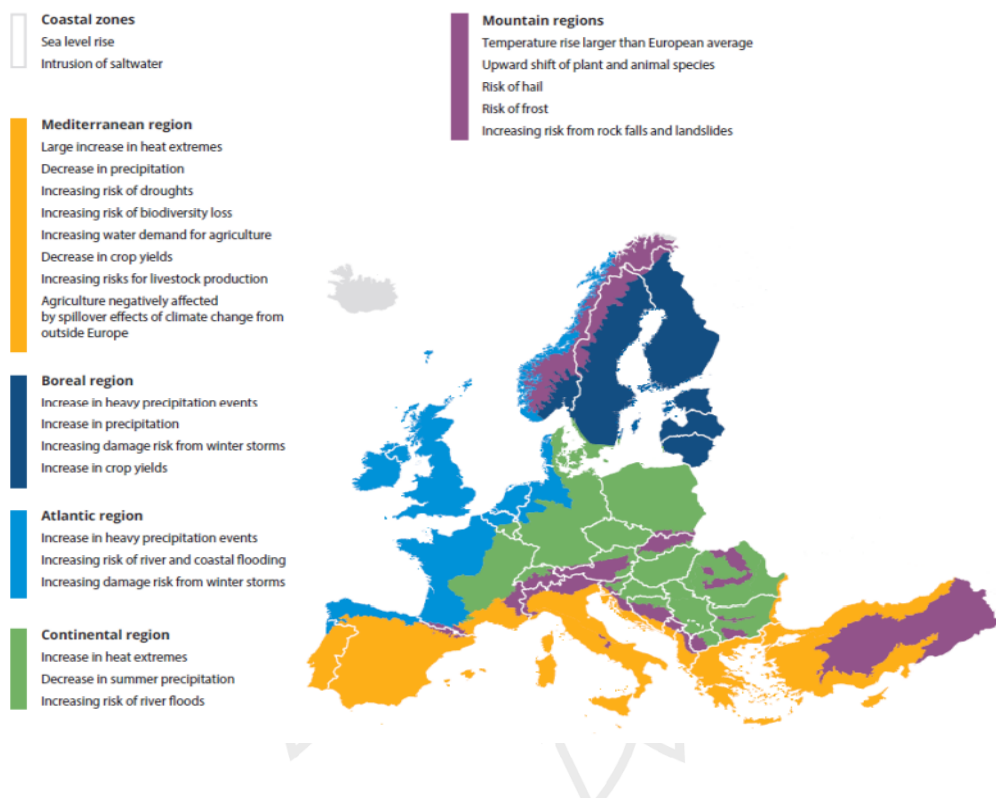 Coastal zones
Sea level rise
Intrusion of saltwater
Mountain regions
Temperature rise larger than European average
Upward shift of plant and animal species
Risk of hail
Risk of frost
Increasing risk from rock falls and landslides
Mediterranean region
Large increase in heat extremes
Decrease in precipitation
Increasing risk of droughts
Increasing risk of biodiversity loss
Increasing water demand for agriculture
Decrease in crop yields
Increasing risks for livestock production
Agriculture negatively affected
by spillover effects of climate change from
outside Europe
Boreal region
Increase in heavy precipitation events
Increase in precipitation
Increasing damage risk from winter storms
Increase in crop yields
Atlantic region
Increase in heavy precipitation events
Increasing risk of river and coastal flooding
Increasing damage risk from winter storms
Continental region
Increase in heat extremes
Decrease in summer precipitation
Increasing risk of river floods